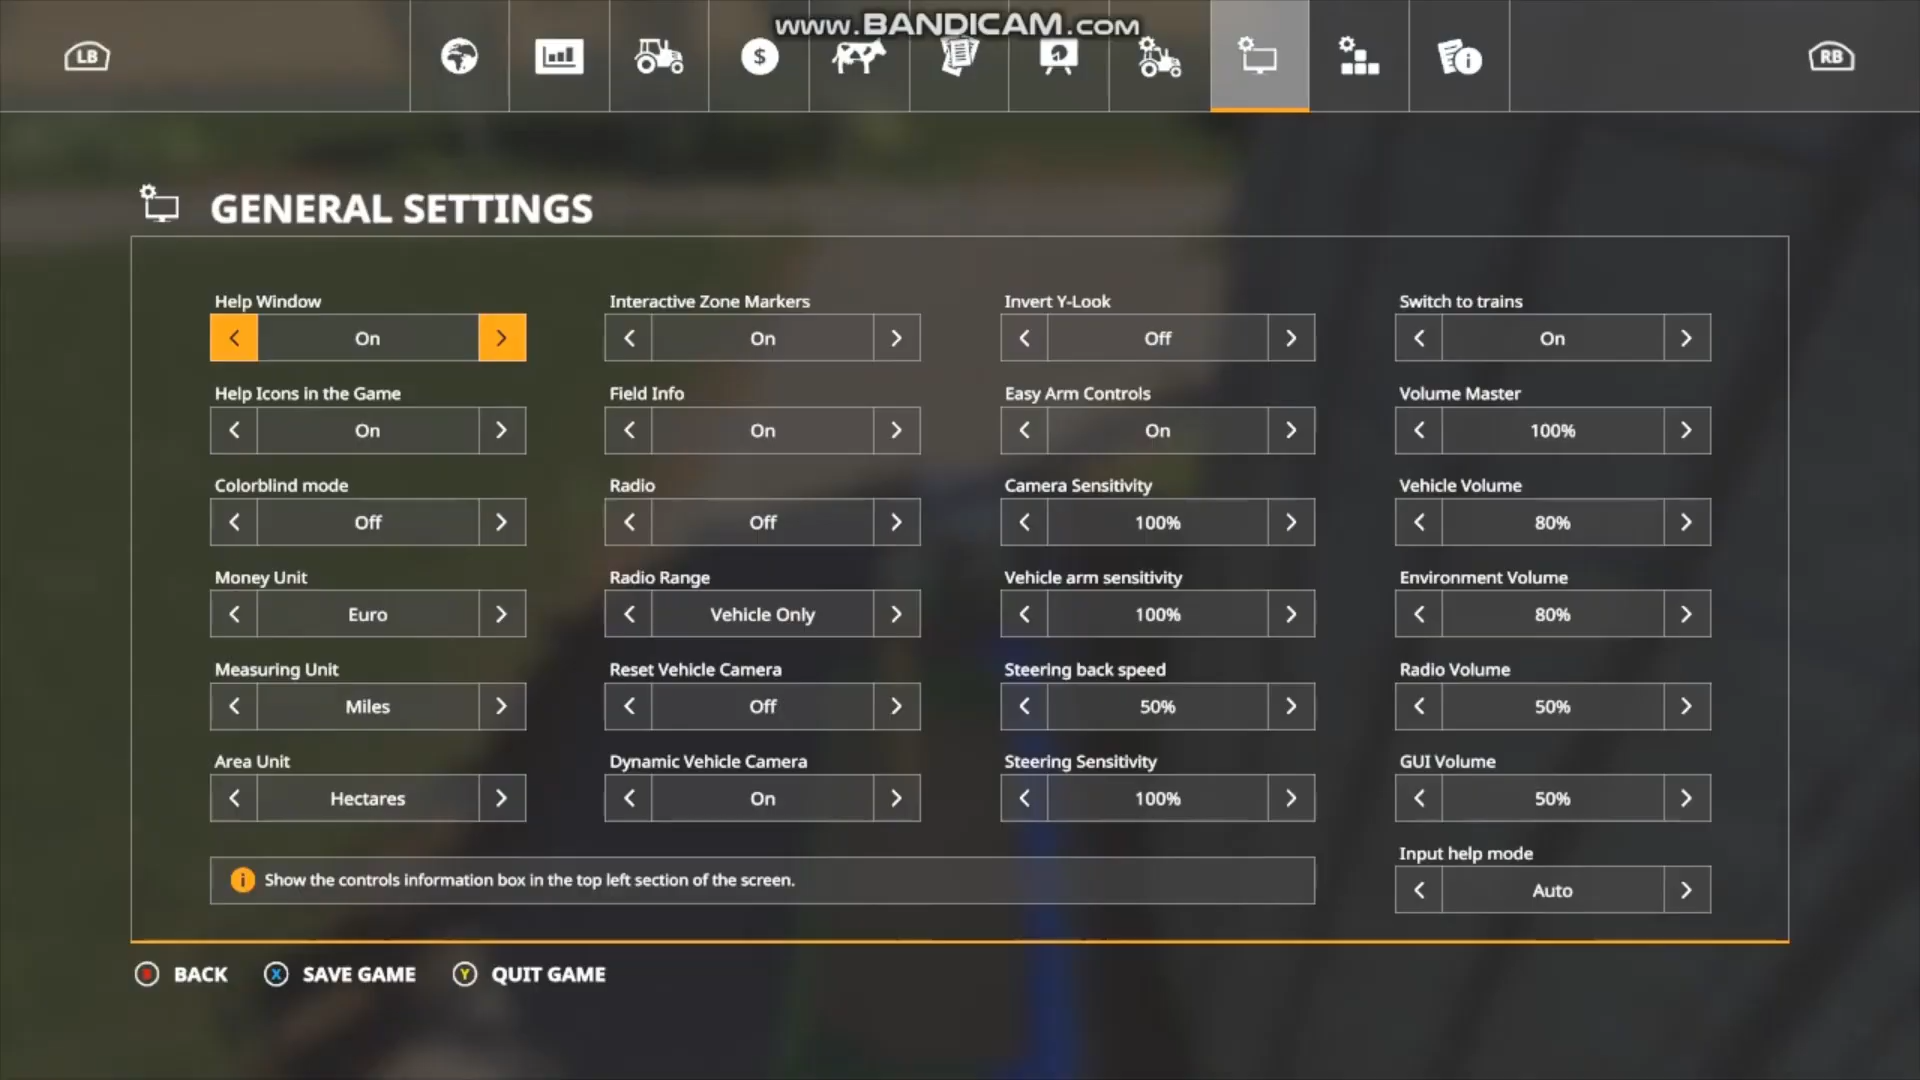 www.BANDICAM.com
LB
$
RB
GENERAL SETTINGS
Help Window
On
Help Icons in the Game
On
Colorblind mode
Off
Money Unit
Euro
Measuring Unit
Miles
Area Unit
Hectares
Interactive Zone Markers
On
Field Info
On
Radio
Off
Radio Range
Vehicle Only
Reset Vehicle Camera
Off
Dynamic Vehicle Camera
On
Invert Y-Look
Off
Easy Arm Controls
On
Camera Sensitivity
100%
Vehicle arm sensitivity
100%
Steering back speed
50%
Steering Sensitivity
100%
Switch to trains
On
Volume Master
100%
Vehicle Volume
80%
Environment Volume
80%
Radio Volume
50%
GUI Volume
50%
Input help mode
Auto
i Show the controls information box in the top left section of the screen.
B BACK X SAVE GAME Y QUIT GAME